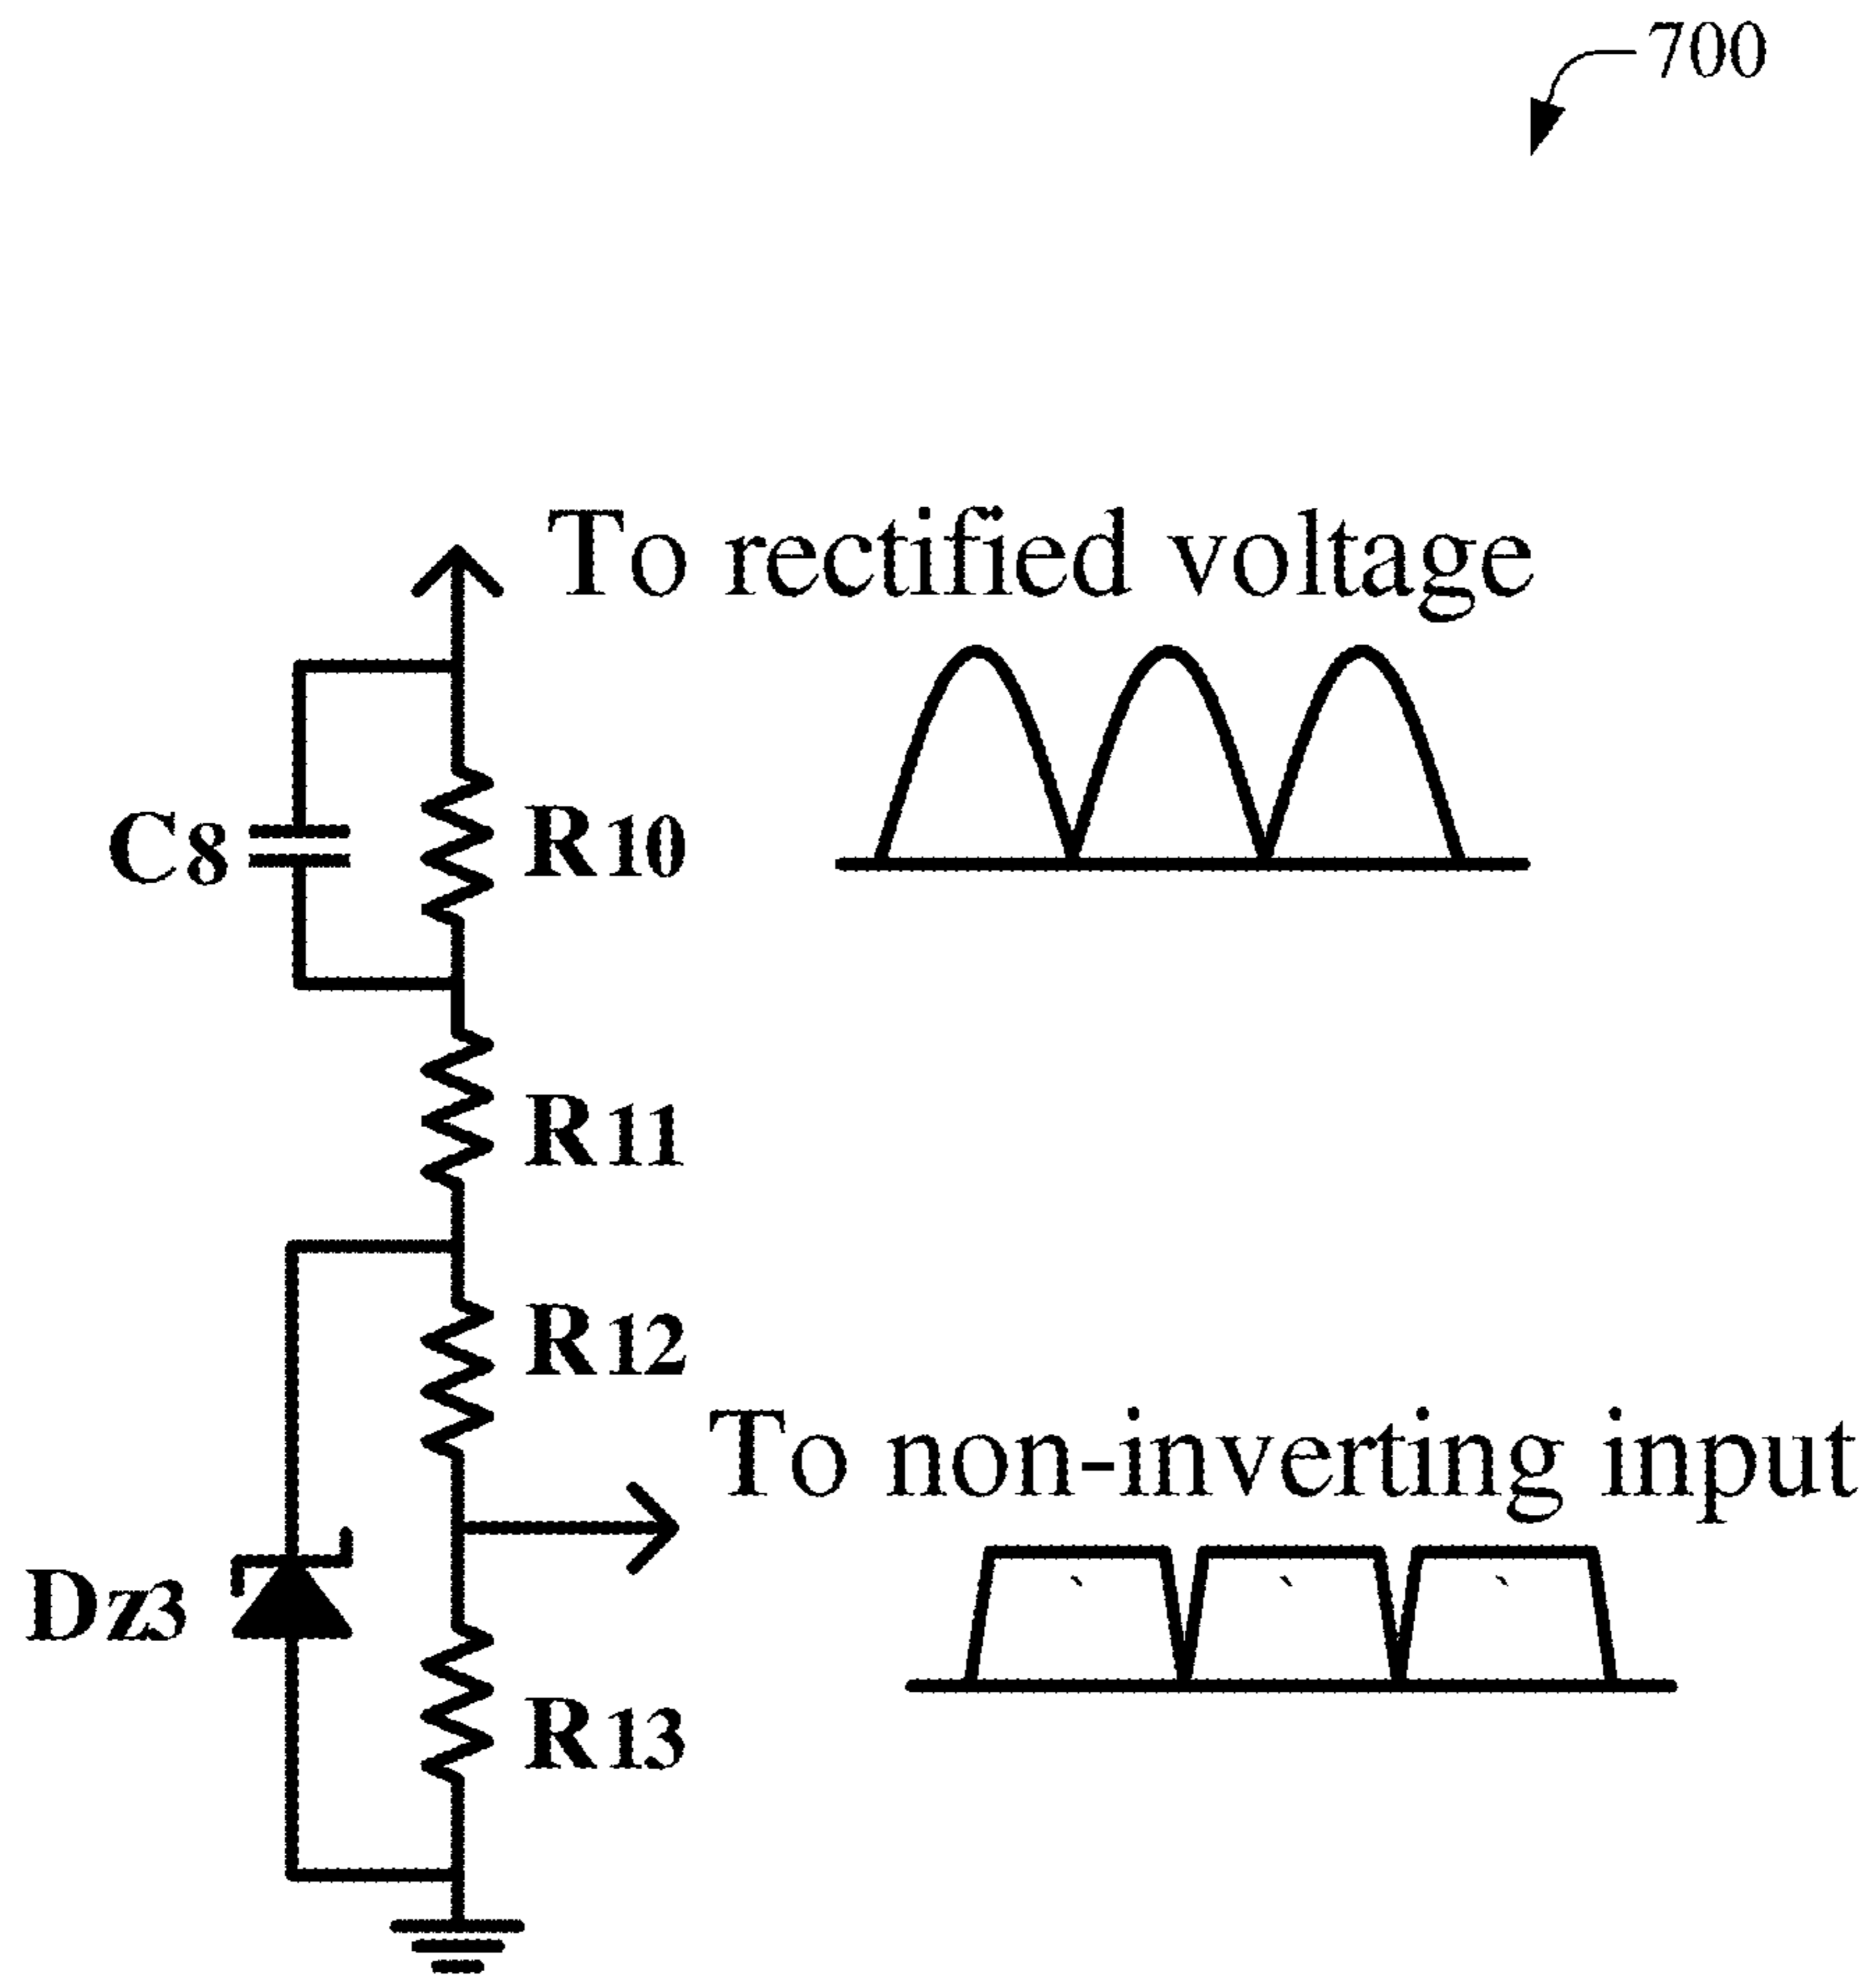 700
To rectified voltage
C8
R10
R11
R12
To non-inverting input
Dz3
R13